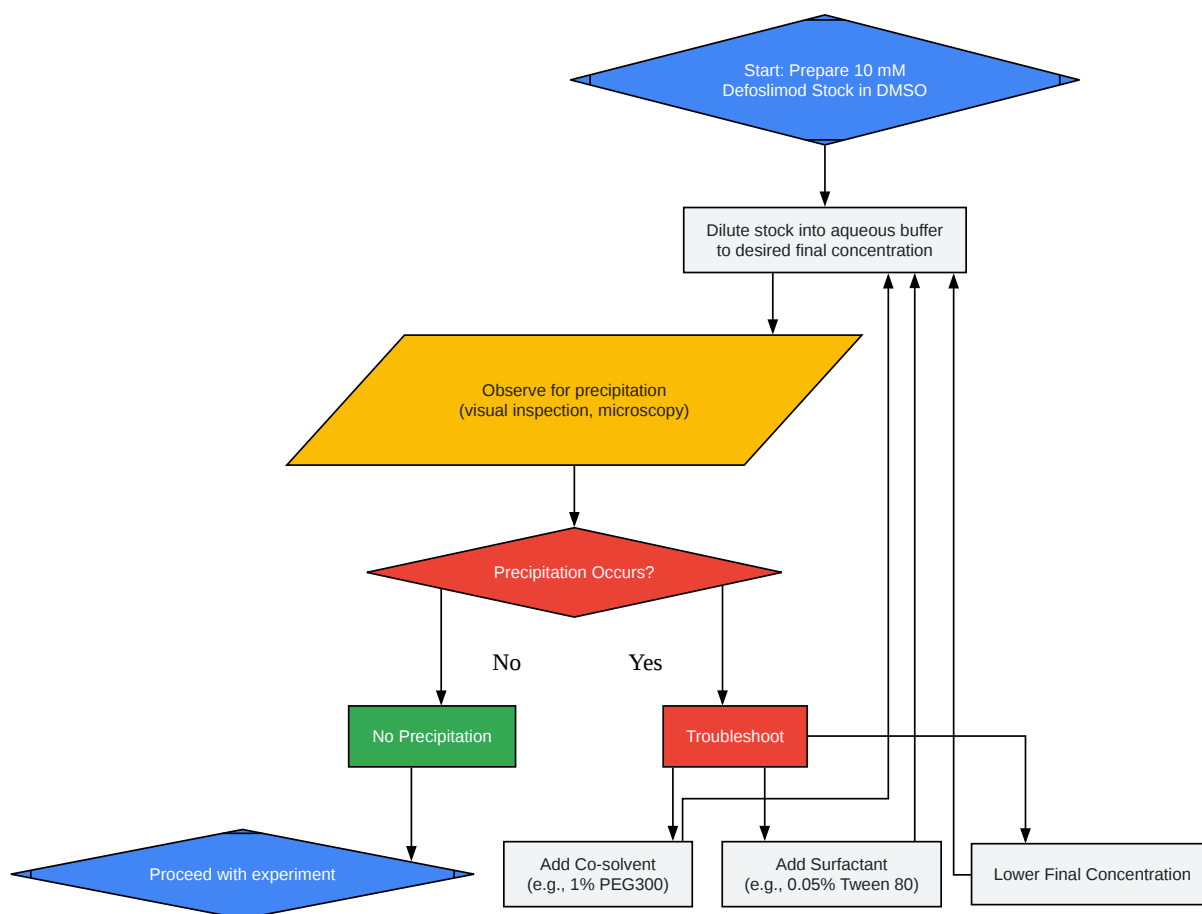 Start: Prepare 10 mM
Defoslimod Stock in DMSO
Dilute stock into aqueous buffer
to desired final concentration
Observe for precipitation
(visual inspection, microscopy)
Precipitation Occurs?
No
Yes
No Precipitation
Troubleshoot
Proceed with experiment
Add Co-solvent
(e.g., 1% PEG300)
Add Surfactant
(e.g., 0.05% Tween 80)
Lower Final Concentration